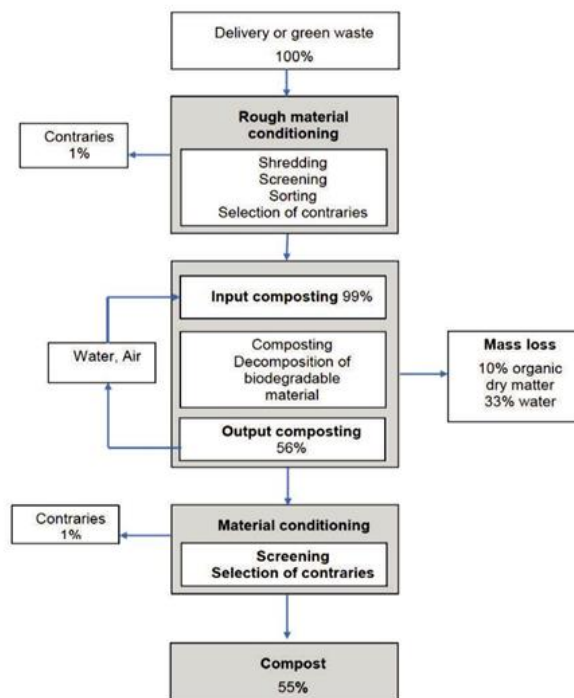 Delivery or green waste
100%
Rough material
conditioning
Contraries
1%
Shredding
Screening
Sorting
Selection of contraries
Input composting 99%
Water, Air
Composting
Decomposition of
biodegradable
material
Mass loss
10% organic
dry matter
33% water
Output composting
56%
Contraries
1%
Material conditioning
Screening
Selection of contraries
Compost
55%